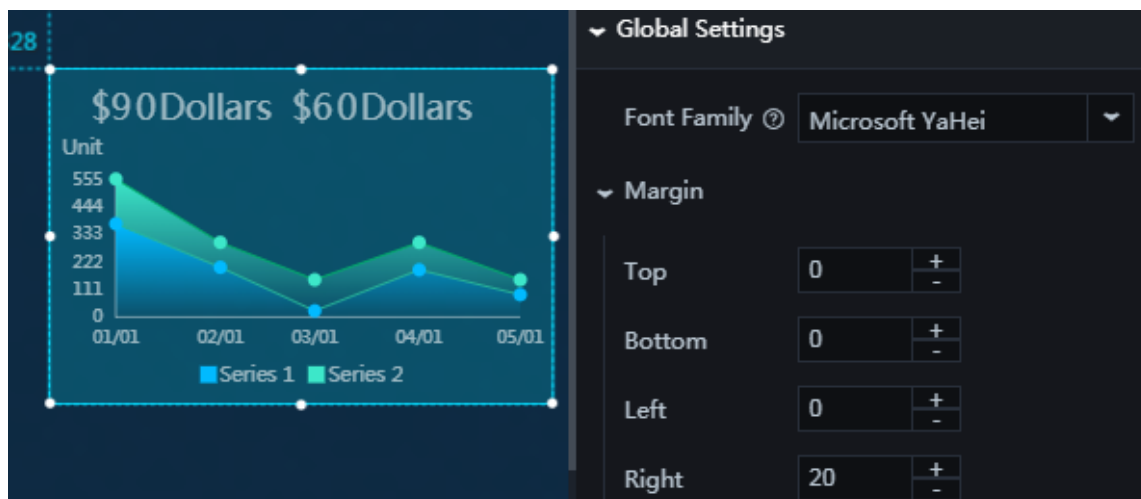 28
$90Dollars $60Dollars
Unit
555
444
333
222
111
0
01/01 02/01 03/01 04/01 05/01
Series 1 Series 2
Global Settings
Font Family ? Microsoft YaHei
Margin
Top 0 + -
Bottom 0 + -
Left 0 + -
Right 20 + -